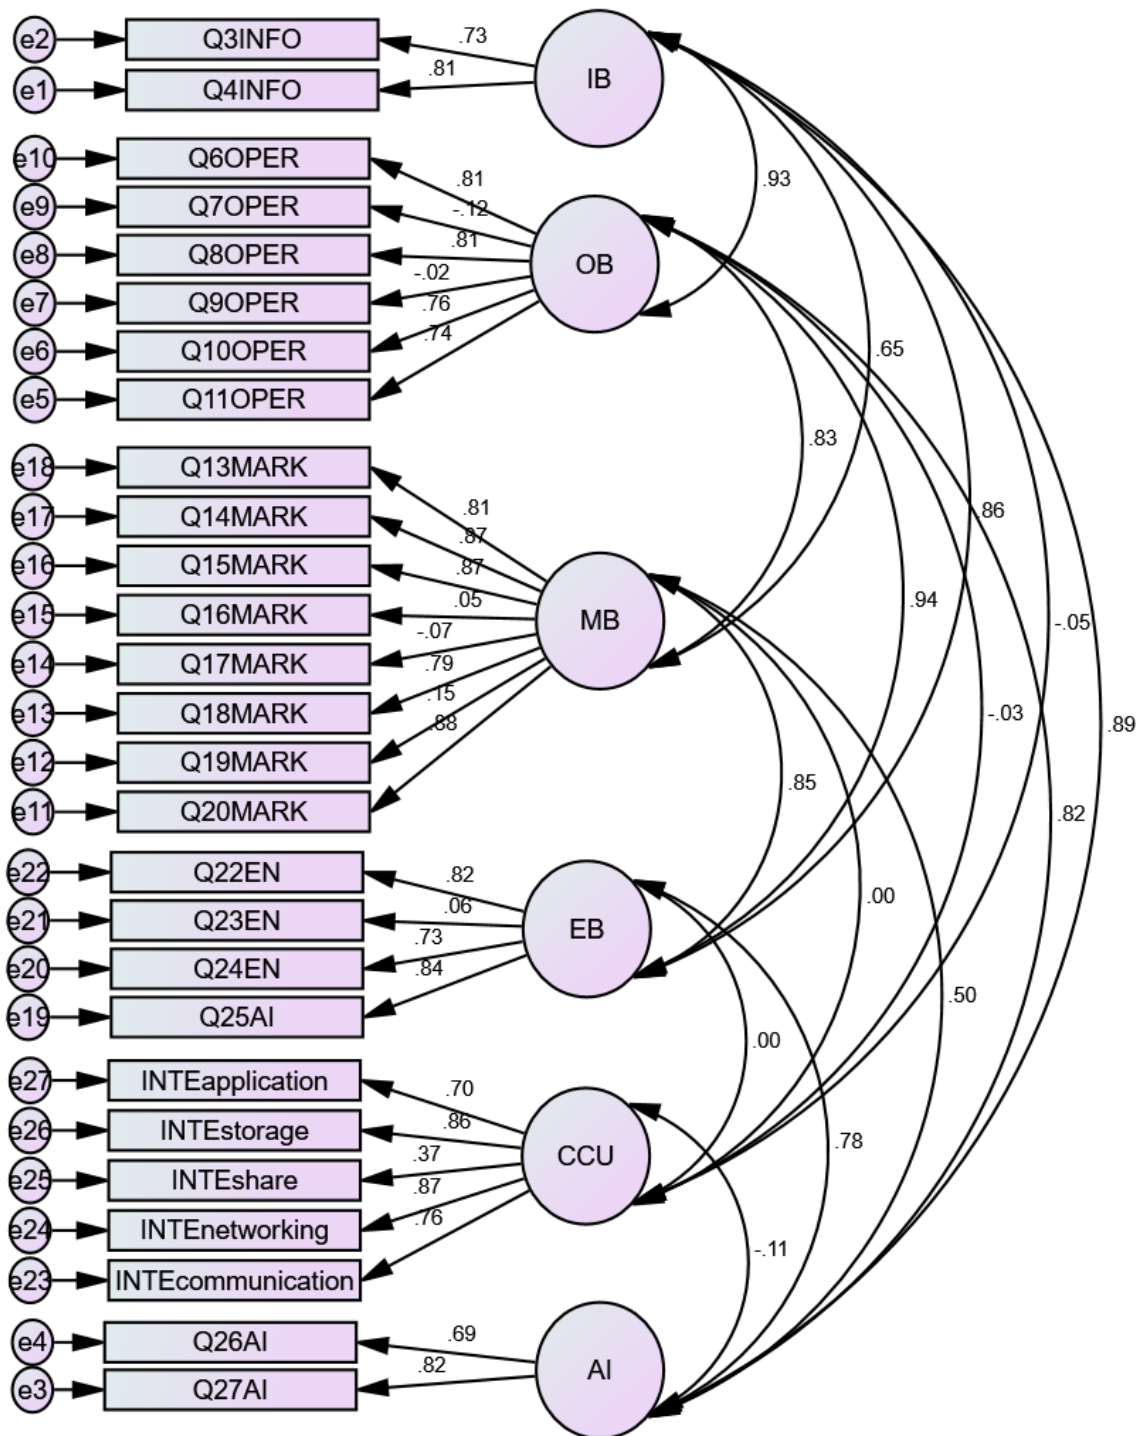 e2 Q3INFO .73 IB
e1 Q4INFO .81
e10 Q6OPER .81 .93
e9 Q7OPER -.12
e8 Q8OPER .81 OB
e7 Q9OPER -.02
e6 Q10OPER .76 .65
e5 Q11OPER .74
.83
e18 Q13MARK .81
e17 Q14MARK .87 .86
e16 Q15MARK .87
e15 Q16MARK .05 MB .94 -.05
e14 Q17MARK -.07
e13 Q18MARK .79 -.03 .89
e12 Q19MARK .15
e11 Q20MARK .88 .85 .82
e22 Q22EN .82 .00
e21 Q23EN .06 EB
e20 Q24EN .73
e19 Q25AI .84 .50
.00
e27 INTEapplication .70
e26 INTEstorage .86 .78
e25 INTEshare .37 CCU
e24 INTEnetworking .87
e23 INTEcommunication .76 -.11
e4 Q26AI .69 AI
e3 Q27AI .82